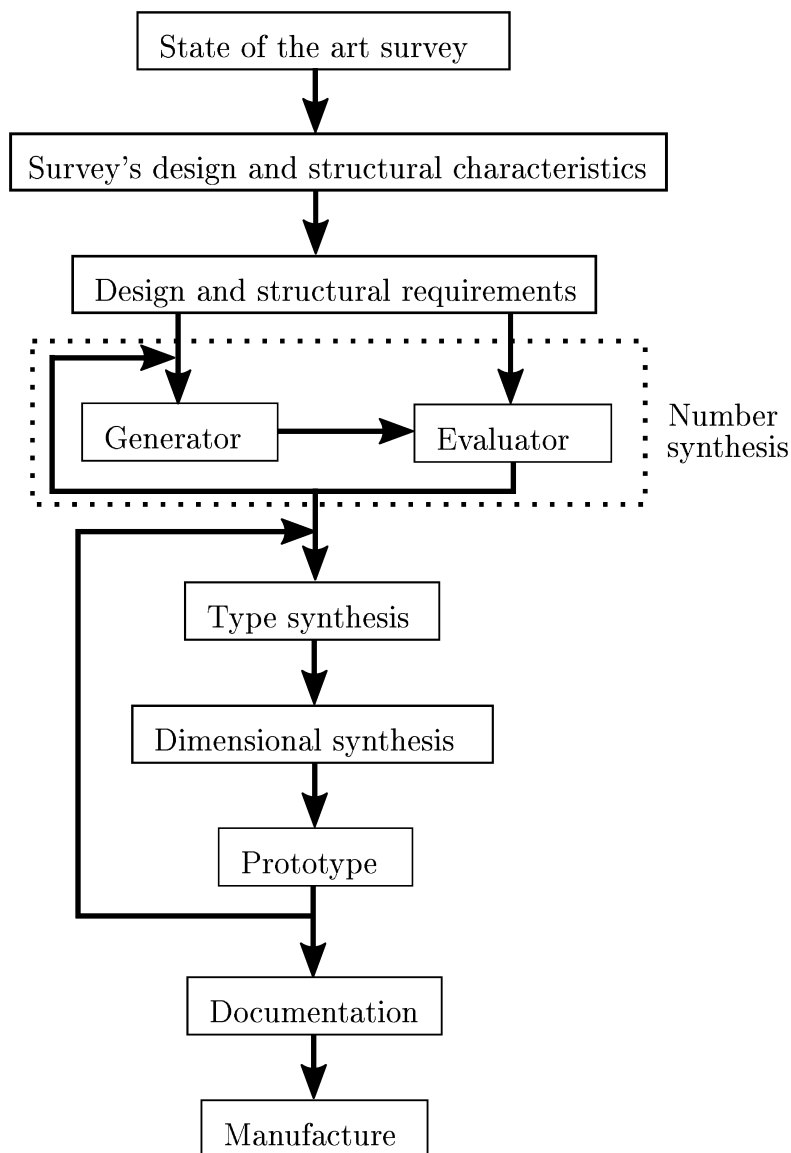 State of the art survey
Survey's design and structural characteristics
Design and structural requirements
Generator
Evaluator
Number
synthesis
Type synthesis
Dimensional synthesis
Prototype
Documentation
Manufacture